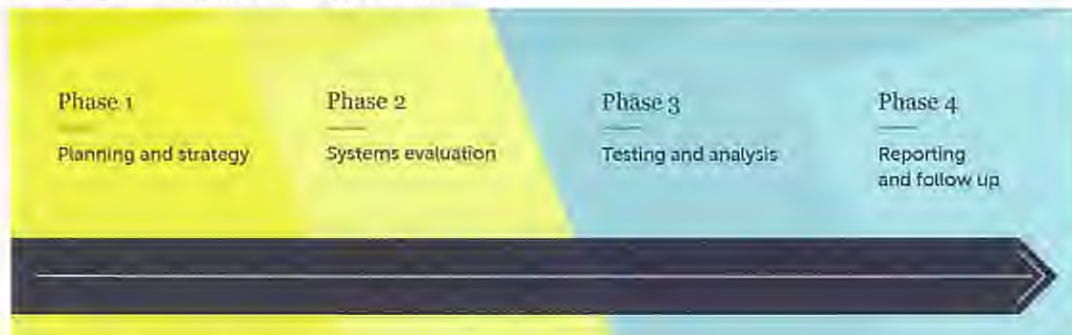 Phase 1
Planning and strategy
Phase 2
Systems evaluation
Phase 3
Testing and analysis
Phase 4
Reporting
and follow up